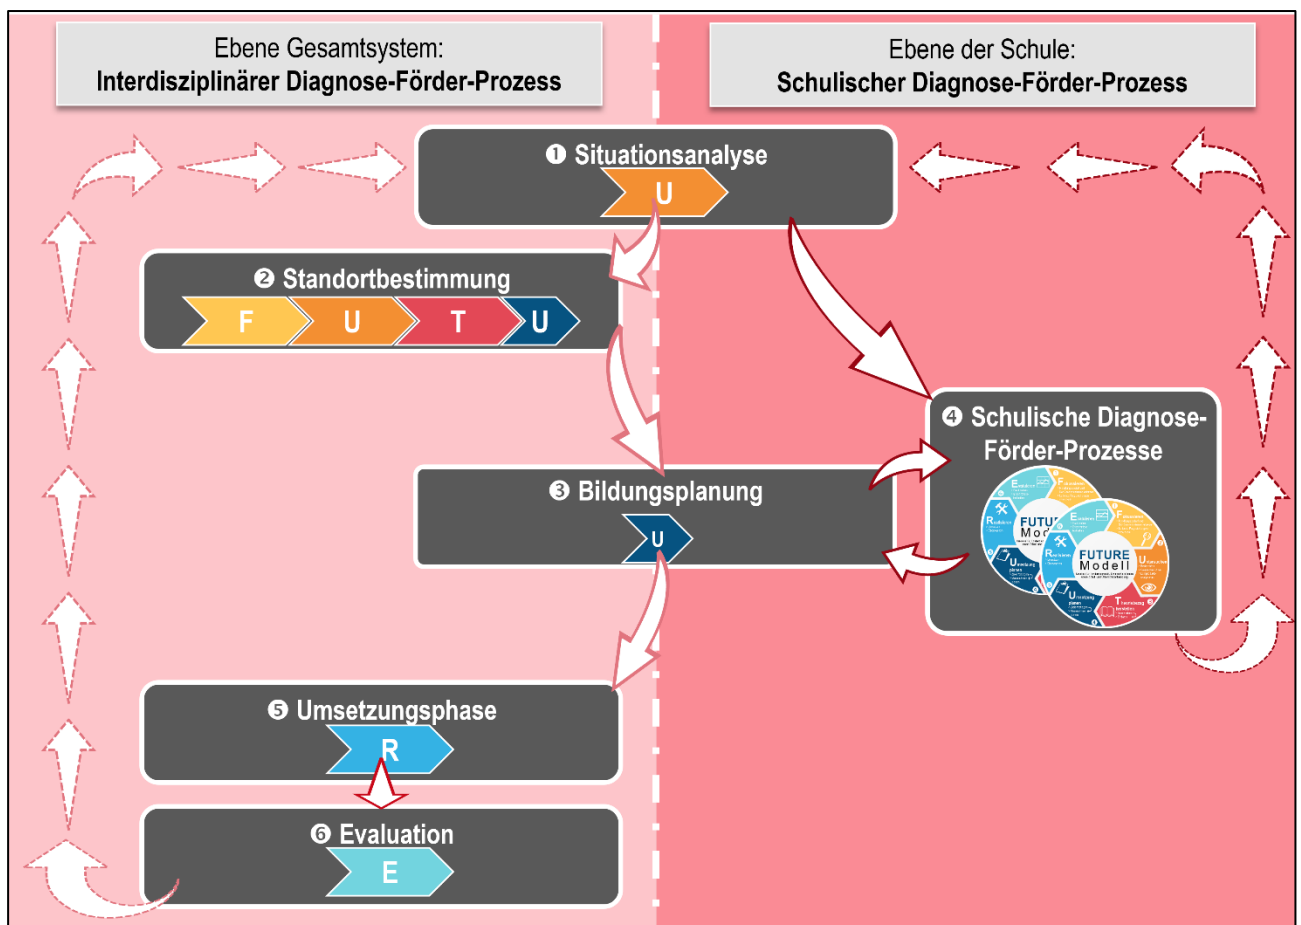 Ebene Gesamtsystem:
Interdisziplinärer Diagnose-Förder-Prozess
Ebene der Schule:
Schulischer Diagnose-Förder-Prozess
❶ Situationsanalyse
U
❷ Standortbestimmung
F U T U
❸ Bildungsplanung
U
❹ Schulische Diagnose-
Förder-Prozesse
FUTURE
Modell
❺ Umsetzungsphase
R
❻ Evaluation
E